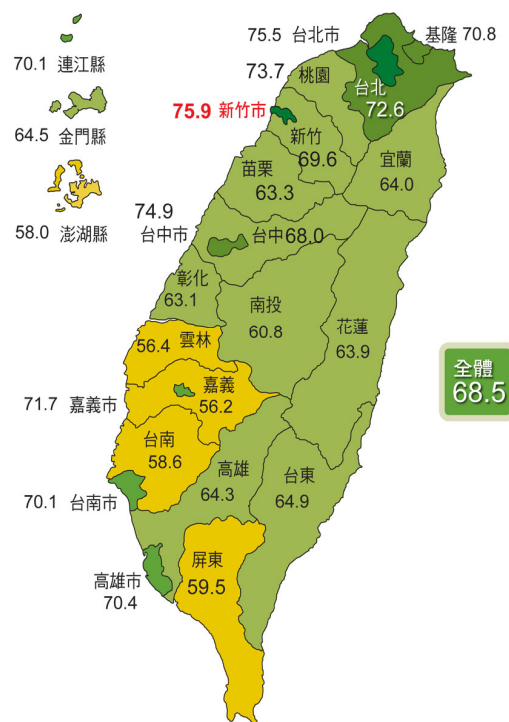 75.5 台北市
基隆 70.8
70.1 連江縣
73.7 桃園
台北
72.6
75.9 新竹市
新竹
69.6
64.5 金門縣
苗栗
63.3
宜蘭
64.0
58.0 澎湖縣
74.9
台中市
台中68.0
彰化
63.1
南投
60.8
花蓮
63.9
56.4 雲林
全體
68.5
71.7 嘉義市
嘉義
56.2
台南
58.6
高雄
64.3
台東
64.9
70.1 台南市
高雄市
70.4
屏東
59.5